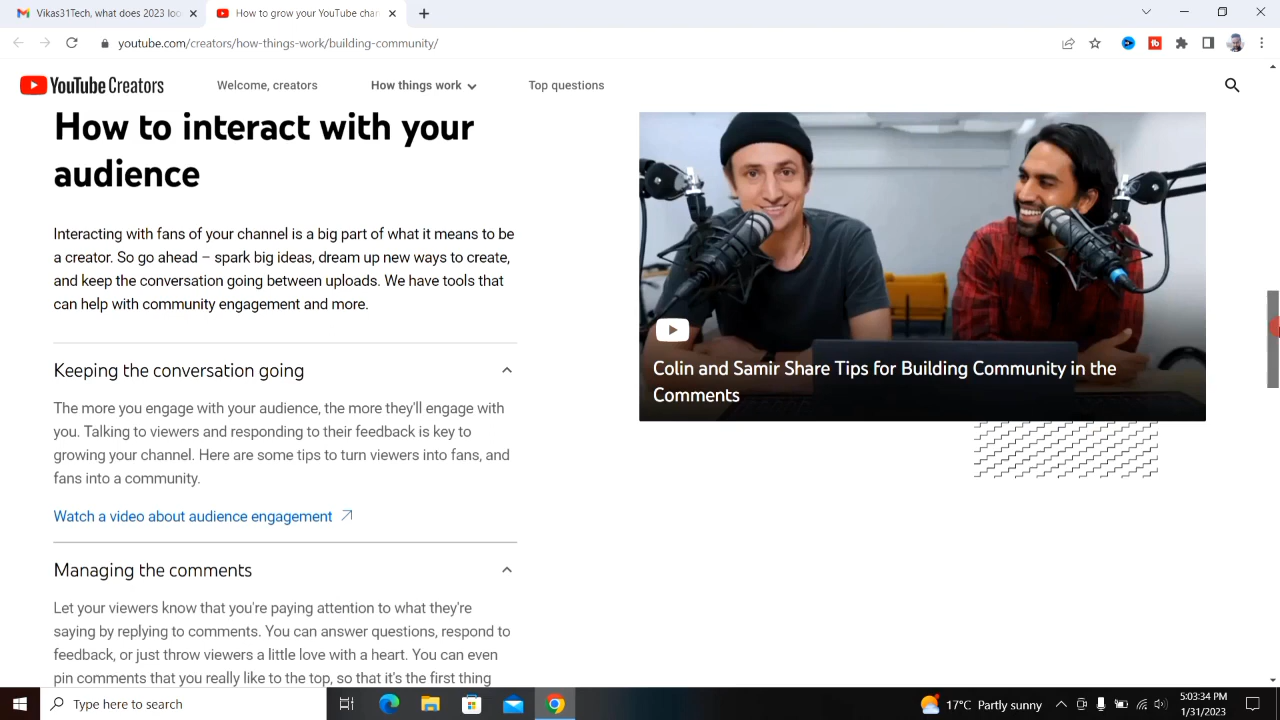 Vikas31Tech, what does 2023 loo
How to grow your YouTube chan
youtube.com/creators/how-things-work/building-community/
YouTube Creators
Welcome, creators
How things work
Top questions
How to interact with your
audience
Interacting with fans of your channel is a big part of what it means to be
a creator. So go ahead – spark big ideas, dream up new ways to create,
and keep the conversation going between uploads. We have tools that
can help with community engagement and more.
Keeping the conversation going
The more you engage with your audience, the more they'll engage with
you. Talking to viewers and responding to their feedback is key to
growing your channel. Here are some tips to turn viewers into fans, and
fans into a community.
Watch a video about audience engagement
Managing the comments
Let your viewers know that you're paying attention to what they're
saying by replying to comments. You can answer questions, respond to
feedback, or just throw viewers a little love with a heart. You can even
pin comments that you really like to the top, so that it's the first thing
Colin and Samir Share Tips for Building Community in the
Comments
Type here to search
17°C Partly sunny
5:03:34 PM
1/31/2023